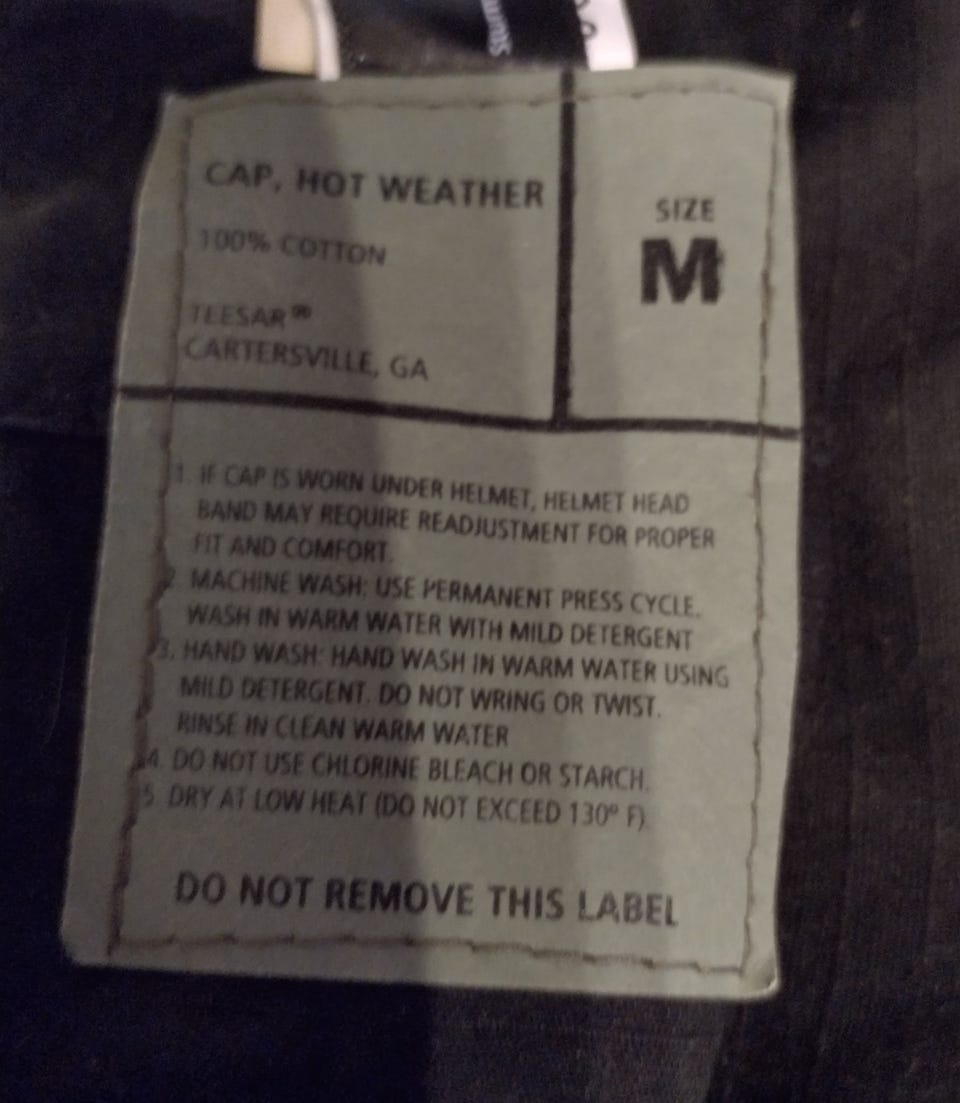 CAP, HOT WEATHER
100% COTTON
TEESAR®
CARTERSVILLE, GA
SIZE
M
1. IF CAP IS WORN UNDER HELMET, HELMET HEAD
BAND MAY REQUIRE READJUSTMENT FOR PROPER
FIT AND COMFORT.
2. MACHINE WASH: USE PERMANENT PRESS CYCLE.
WASH IN WARM WATER WITH MILD DETERGENT
3. HAND WASH: HAND WASH IN WARM WATER USING
MILD DETERGENT. DO NOT WRING OR TWIST.
RINSE IN CLEAN WARM WATER
4. DO NOT USE CHLORINE BLEACH OR STARCH.
5. DRY AT LOW HEAT (DO NOT EXCEED 130° F).
DO NOT REMOVE THIS LABEL